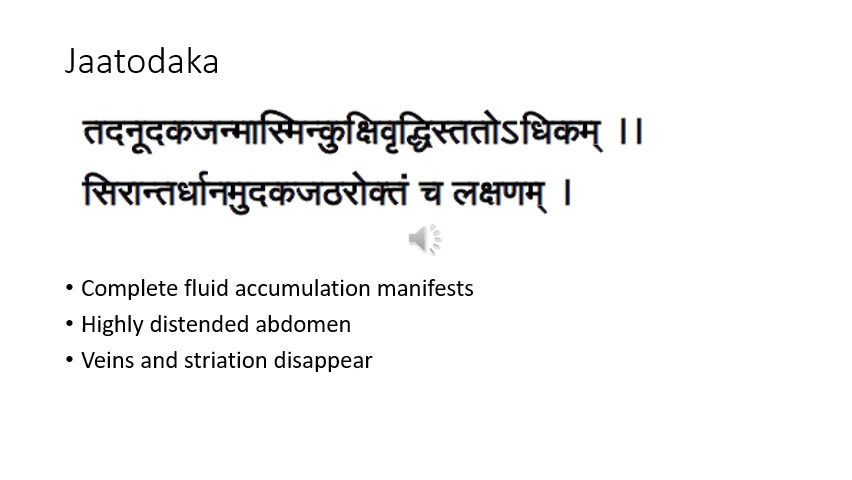 Jaatodaka
तदनूदकजन्मास्मिन्कुक्षिवृद्धिस्ततोऽधिकम् ।।
सिरान्तर्धानमुदकजठरोक्तं च लक्षणम् ।
• Complete fluid accumulation manifests
• Highly distended abdomen
• Veins and striation disappear